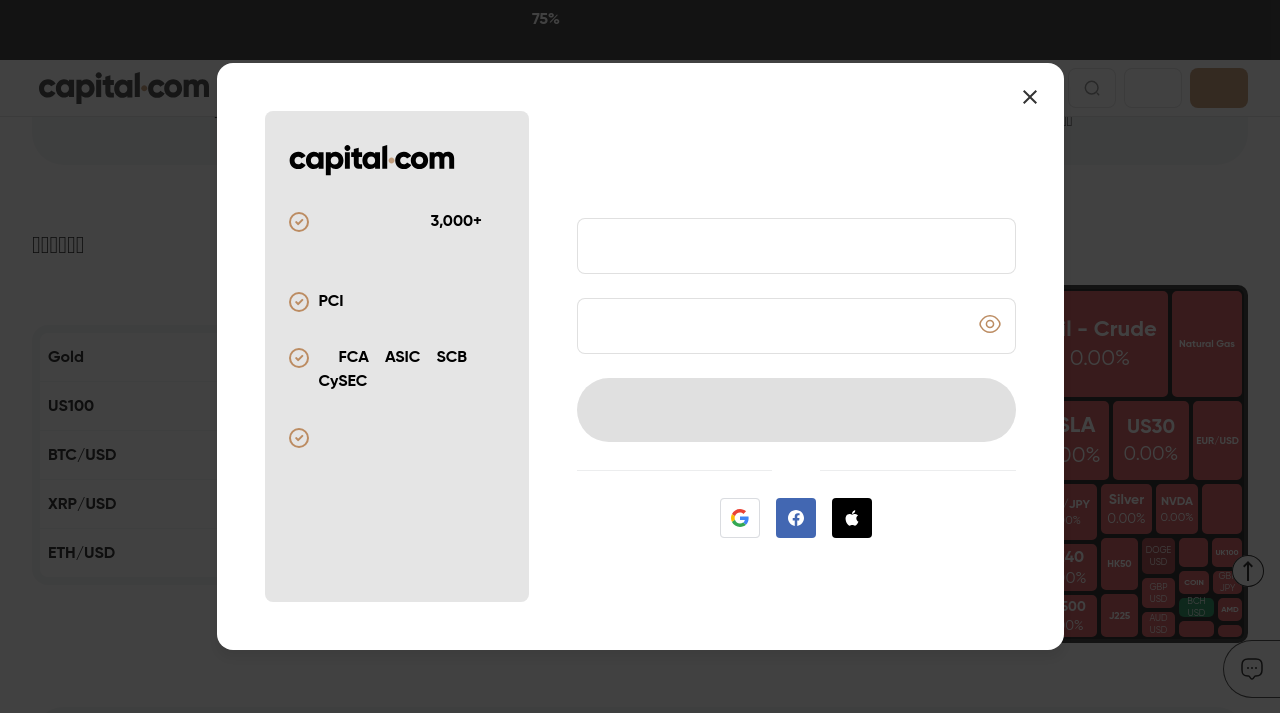 75%
capital.com
capital.com
3,000+
PCI
FCA ASIC SCB
CySEC
Gold
US100
BTC/USD
XRP/USD
ETH/USD
il - Crude
0.00%
Natural Gas
SLA
00%
US30
0.00%
EUR/USD
/JPY
0%
Silver
0.00%
NVDA
0.00%
40
0%
HK50
DOGE
USD
UK100
GBP
USD
COIN
GB
JPY
500
0%
J225
AUD
USD
BCH
USD
AMD